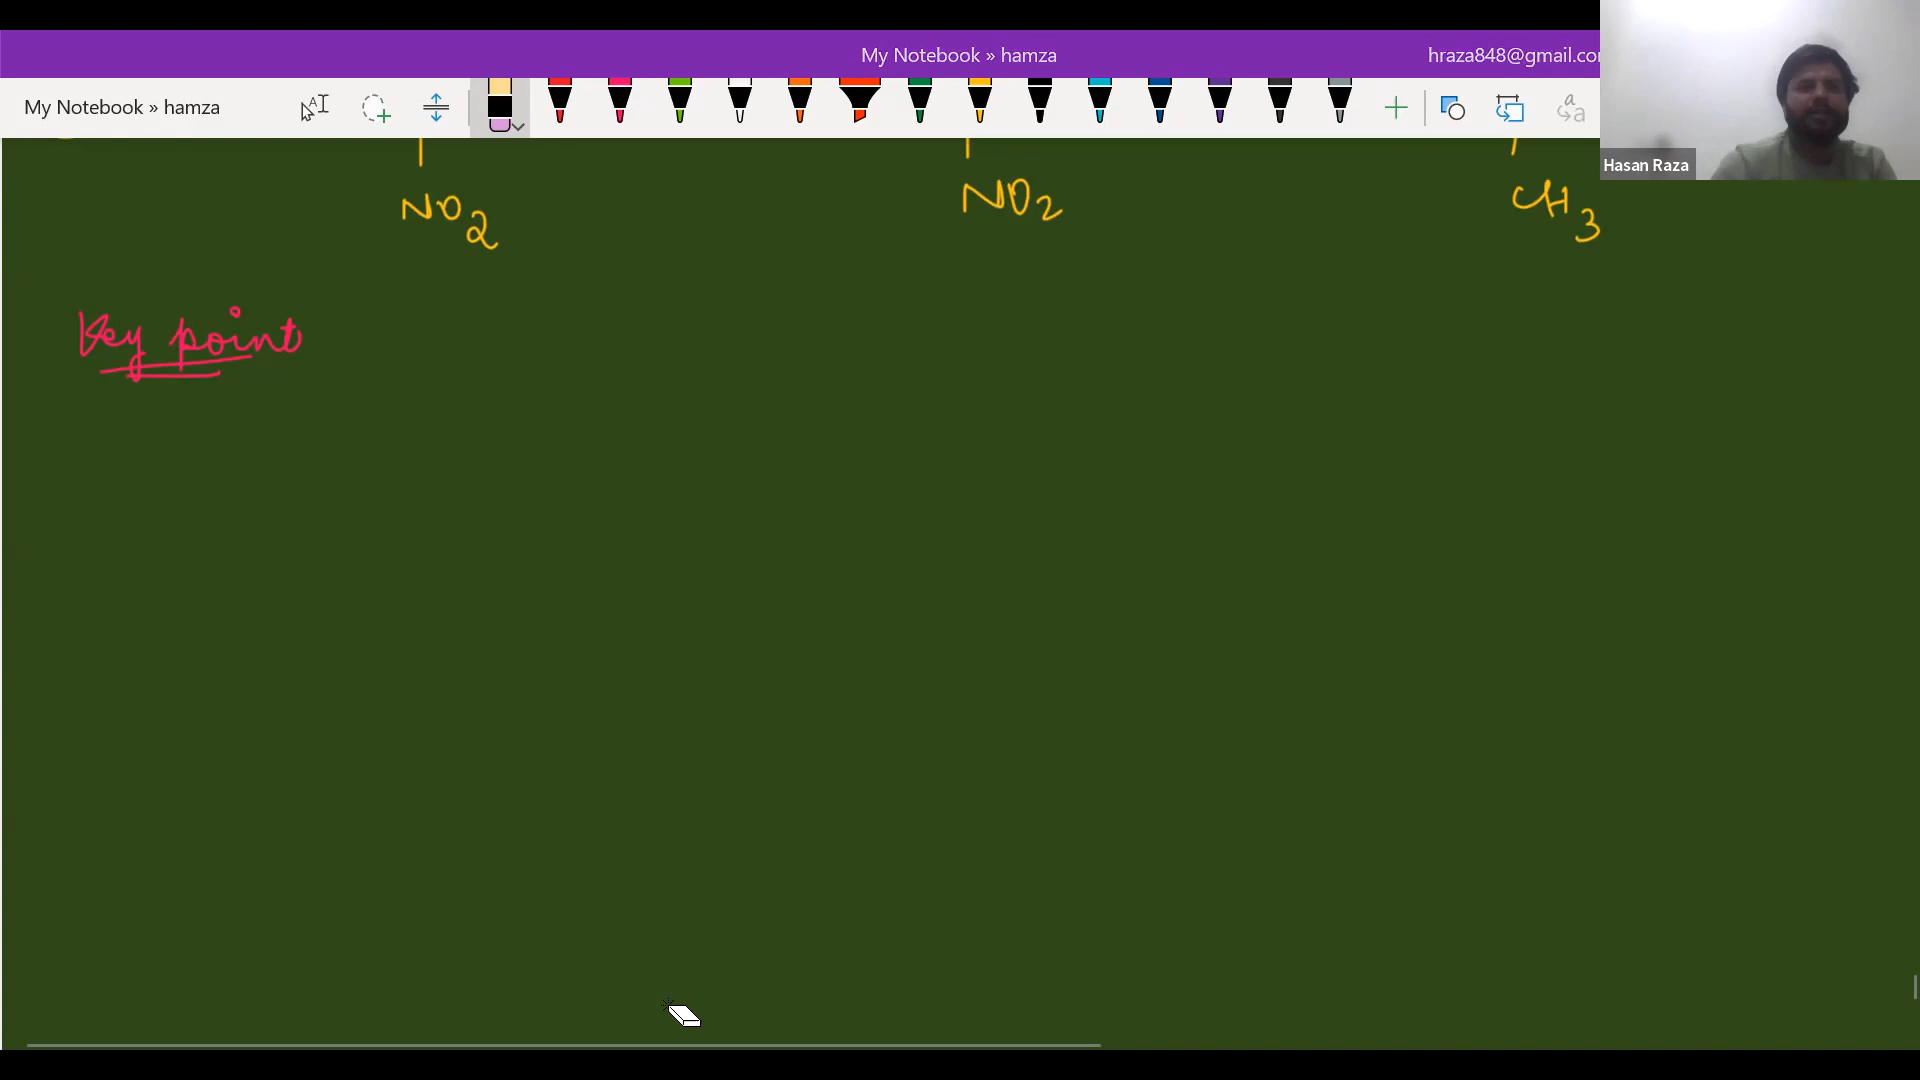 My Notebook » hamza
hraza848@gmail.co
My Notebook » hamza
Hasan Raza
NO2
NO2
CH3
Key point